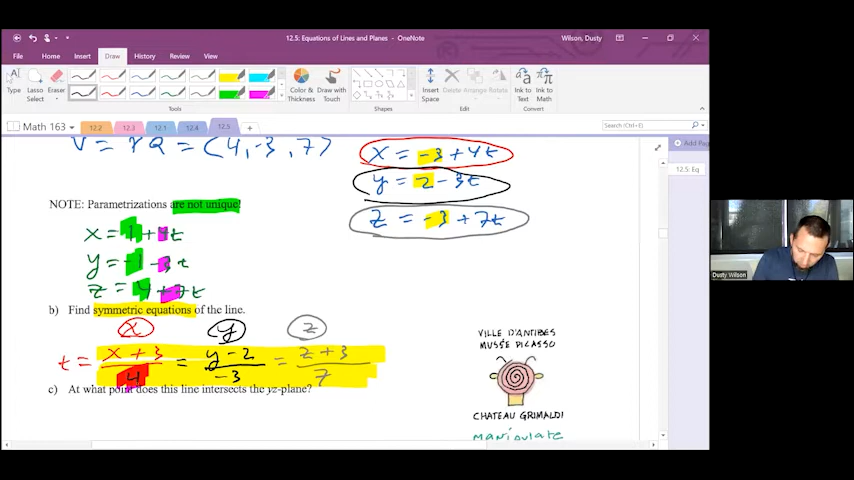 12.5: Equations of Lines and Planes - OneNote
Wilson, Dusty
File Home Insert Draw History Review View
Type
Lasso Select
Eraser
Color & Thickness
Draw with Touch
Shapes
Insert Space
Delete
Arrange
Rotate
Ink to Text
Ink to Math
Tools
Shapes
Edit
Convert
Math 163
12.2
12.3
12.1
12.4
12.5
+
Search (Ctrl+E)
Add Page
12.5: Eq
V = PQ = (4, -3, 7)
x = -3 + 4t
y = 2 - 3t
z = -3 + 7t
NOTE: Parametrizations are not unique!
x = 1 + 4t
y = -1 - 3t
z = 4 + 7t
b) Find symmetric equations of the line.
x y z
t = x + 3 / 4 = y - 2 / -3 = z + 3 / 7
c) At what point does this line intersects the yz-plane?
VILLE D'ANTIBES
MUSÉE PICASSO
CHATEAU GRIMALDI
manipulate
Dusty Wilson